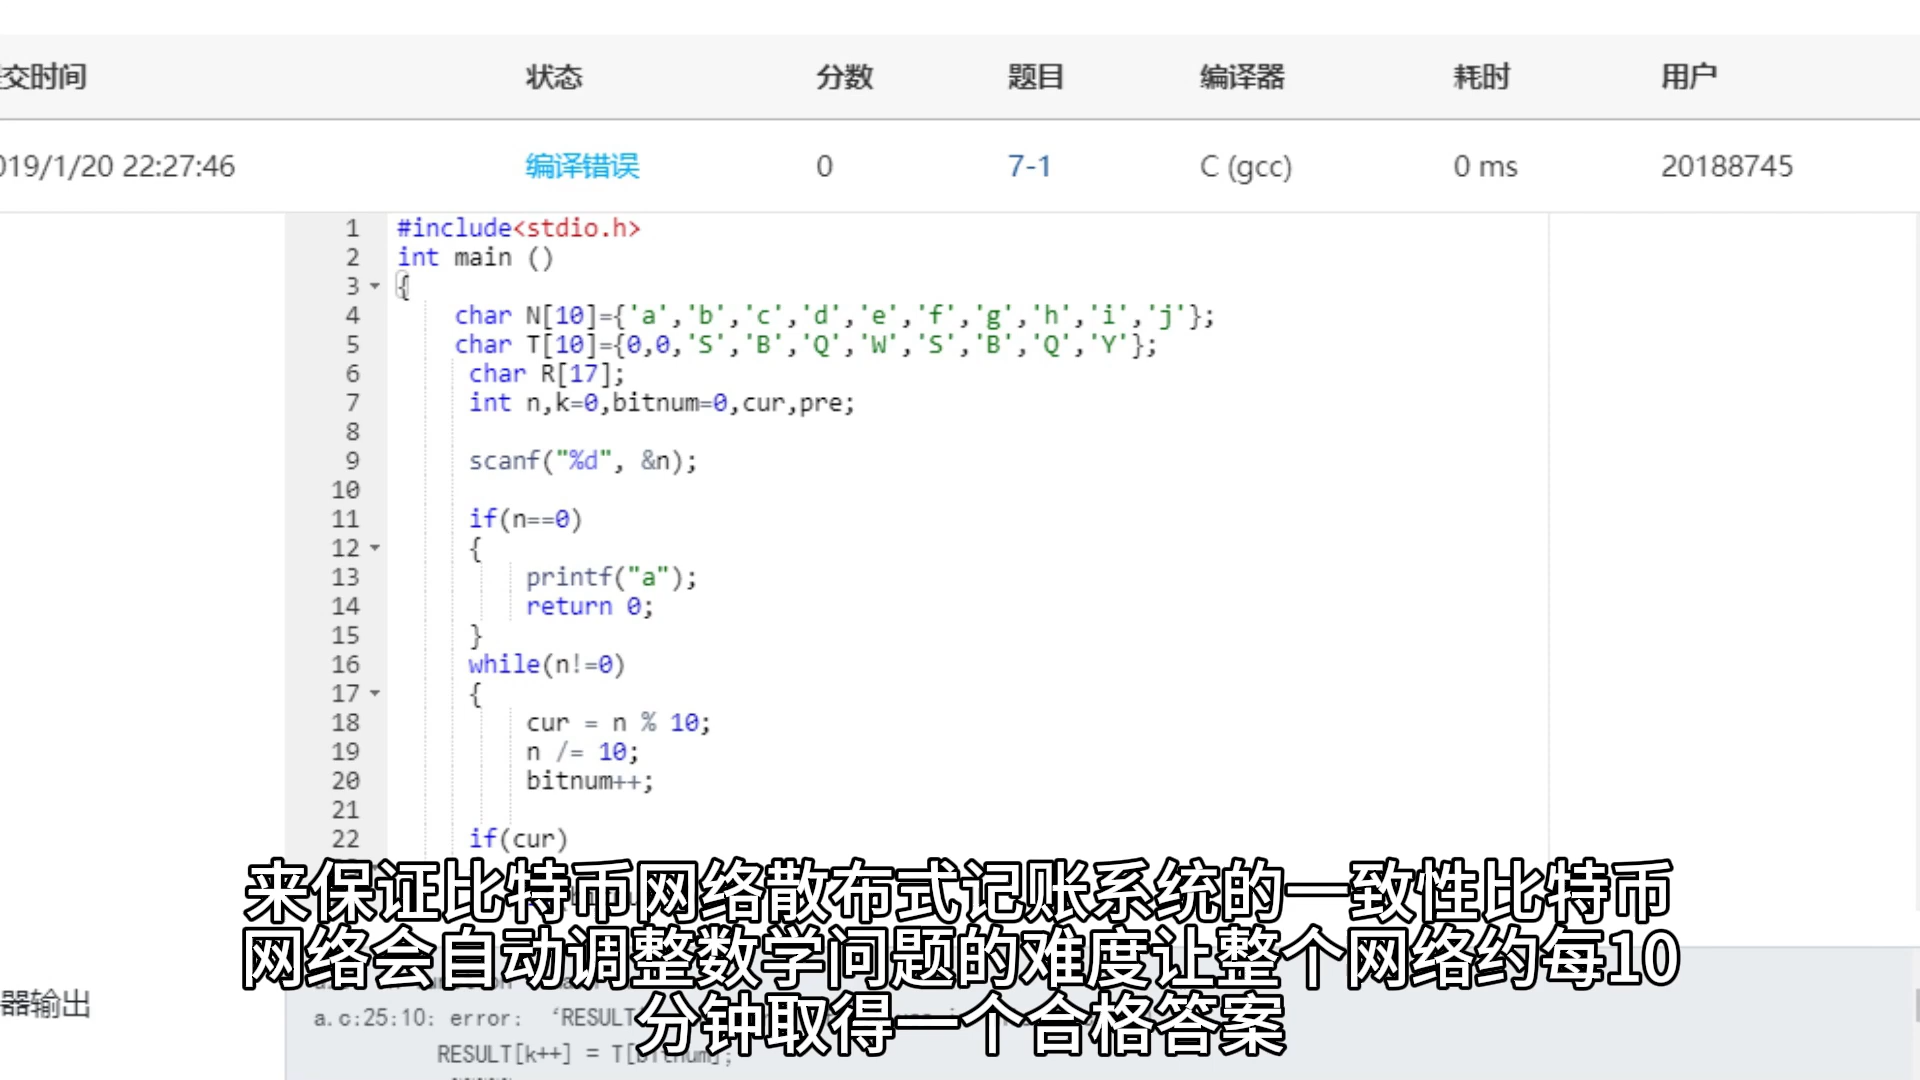 交时间 状态 分数 题目 编译器 耗时 用户
019/1/20 22:27:46 编译错误 0 7-1 C (gcc) 0 ms 20188745
1 #include<stdio.h>
2 int main ()
3 {
4 char N[10]={'a','b','c','d','e','f','g','h','i','j'};
5 char T[10]={0,0,'S','B','Q','W','S','B','Q','Y'};
6 char R[17];
7 int n,k=0,bitnum=0,cur,pre;
8
9 scanf("%d", &n);
10
11 if(n==0)
12 {
13 printf("a");
14 return 0;
15 }
16 while(n!=0)
17 {
18 cur = n % 10;
19 n /= 10;
20 bitnum++;
21
22 if(cur)
来保证比特币网络散布式记账系统的一致性比特币
网络会自动调整数学问题的难度让整个网络约每10
分钟取得一个合格答案
器输出
a.c:25:10: error: ‘RESULT
RESULT[k++] = T[bitnum];